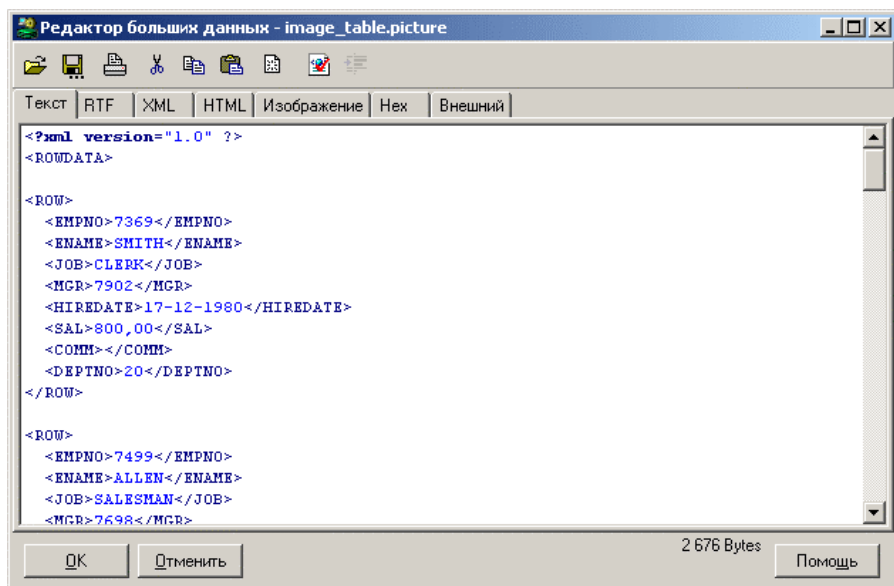 Редактор больших данных - image_table.picture
Текст RTF XML HTML Изображение Hex Внешний
<?xml version="1.0" ?>
<ROWDATA>
<ROW>
<EMPNO>7369</EMPNO>
<ENAME>SMITH</ENAME>
<JOB>CLERK</JOB>
<MGR>7902</MGR>
<HIREDATE>17-12-1980</HIREDATE>
<SAL>800,00</SAL>
<COMM></COMM>
<DEPTNO>20</DEPTNO>
</ROW>
<ROW>
<EMPNO>7499</EMPNO>
<ENAME>ALLEN</ENAME>
<JOB>SALESMAN</JOB>
<MGR>7698</MGR>
2 676 Bytes
OK Отменить Помощь